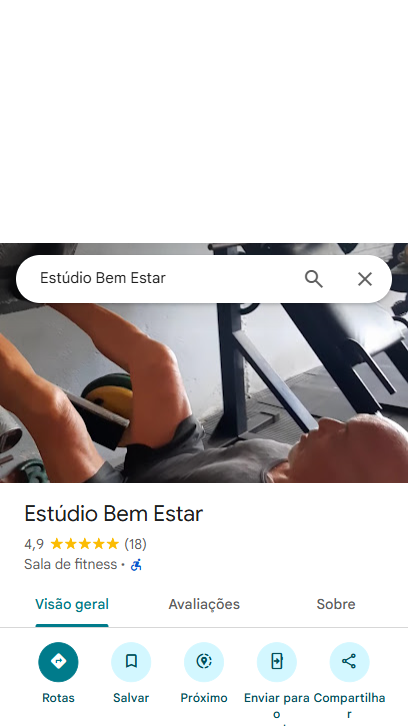 Estúdio Bem Estar
Estúdio Bem Estar
4,9 (18)
Sala de fitness ·
Visão geral Avaliações Sobre
Rotas Salvar Próximo Enviar para o Compartilhar